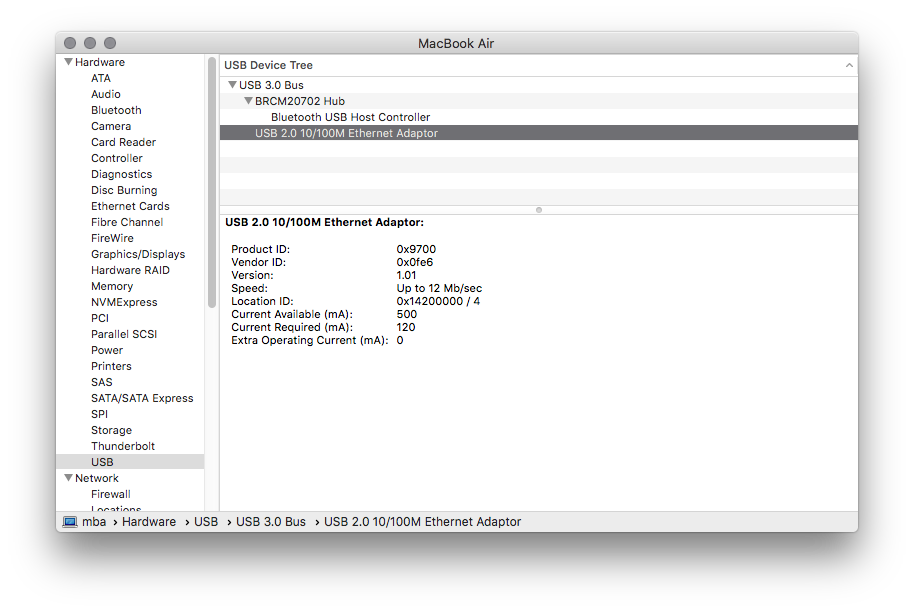 MacBook Air
Hardware
ATA
Audio
Bluetooth
Camera
Card Reader
Controller
Diagnostics
Disc Burning
Ethernet Cards
Fibre Channel
FireWire
Graphics/Displays
Hardware RAID
Memory
NVMExpress
PCI
Parallel SCSI
Power
Printers
SAS
SATA/SATA Express
SPI
Storage
Thunderbolt
USB
Network
Firewall
Locations
USB Device Tree
USB 3.0 Bus
BRCM20702 Hub
Bluetooth USB Host Controller
USB 2.0 10/100M Ethernet Adaptor
USB 2.0 10/100M Ethernet Adaptor:
Product ID: 0x9700
Vendor ID: 0x0fe6
Version: 1.01
Speed: Up to 12 Mb/sec
Location ID: 0x14200000 / 4
Current Available (mA): 500
Current Required (mA): 120
Extra Operating Current (mA): 0
mba › Hardware › USB › USB 3.0 Bus › USB 2.0 10/100M Ethernet Adaptor